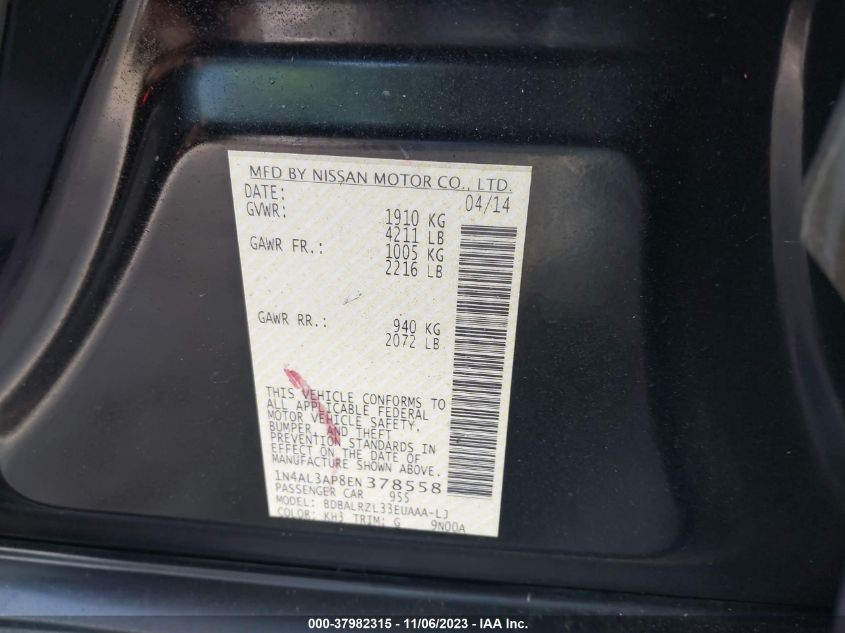 MFD BY NISSAN MOTOR CO., LTD.
DATE: 04/14
GVWR: 1910 KG
4211 LB
GAWR FR.: 1005 KG
2216 LB
GAWR RR.: 940 KG
2072 LB
THIS VEHICLE CONFORMS TO
ALL APPLICABLE FEDERAL
MOTOR VEHICLE SAFETY,
BUMPER, AND THEFT
PREVENTION STANDARDS IN
EFFECT ON THE DATE OF
MANUFACTURE SHOWN ABOVE.
1N4AL3AP8EN378558
PASSENGER CAR 955
MODEL: BDBALRZL33EUAAA-LJ
COLOR: KH3 TRIM: G 9N00A
000-37982315 - 11/06/2023 - IAA Inc.